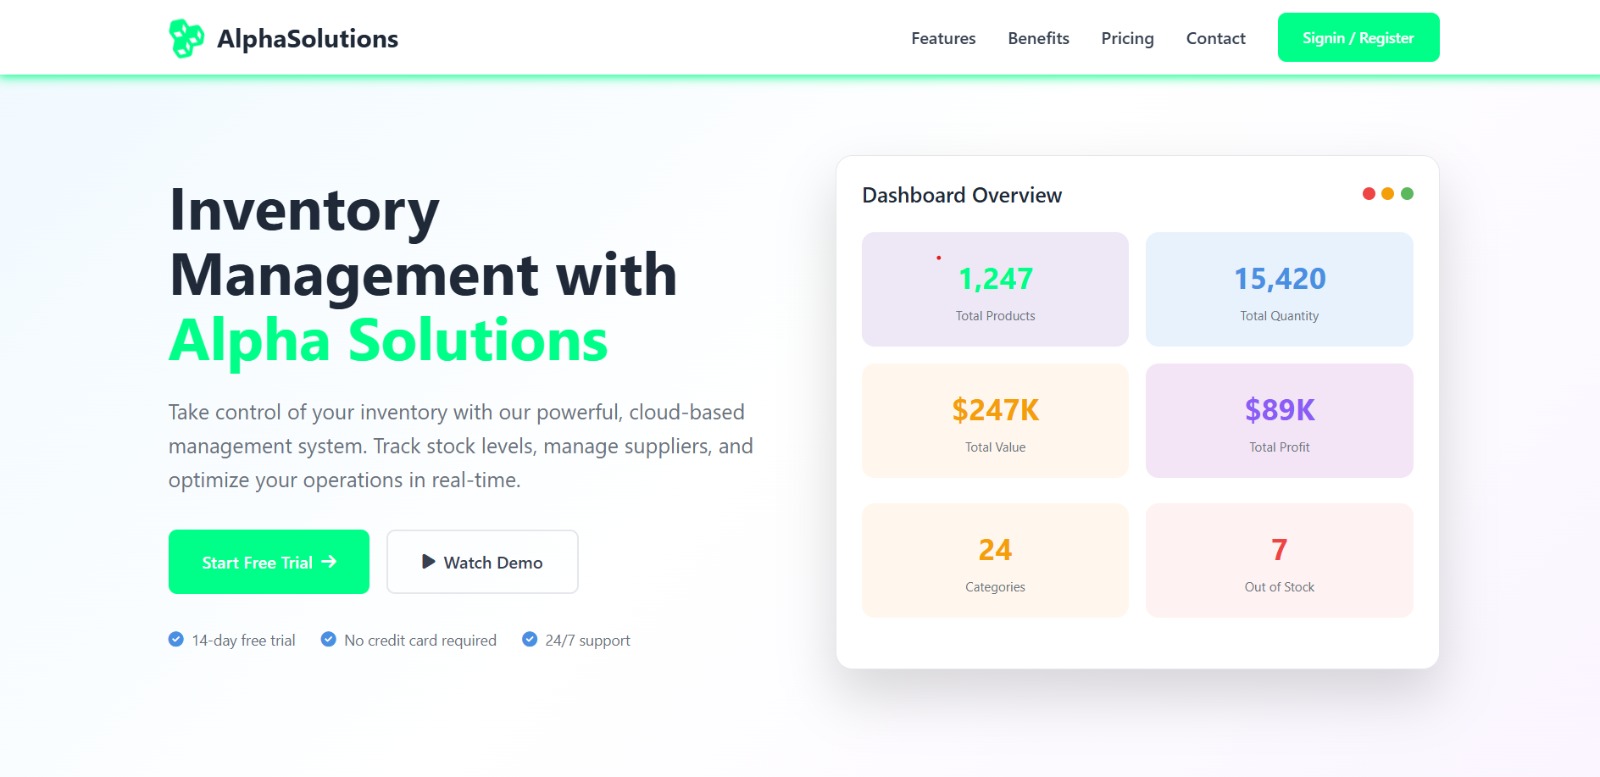 AlphaSolutions
Features
Benefits
Pricing
Contact
Signin / Register
Inventory
Management with
Alpha Solutions
Take control of your inventory with our powerful, cloud-based
management system. Track stock levels, manage suppliers, and
optimize your operations in real-time.
Start Free Trial →
Watch Demo
14-day free trial
No credit card required
24/7 support
Dashboard Overview
1,247
Total Products
15,420
Total Quantity
$247K
Total Value
$89K
Total Profit
24
Categories
7
Out of Stock